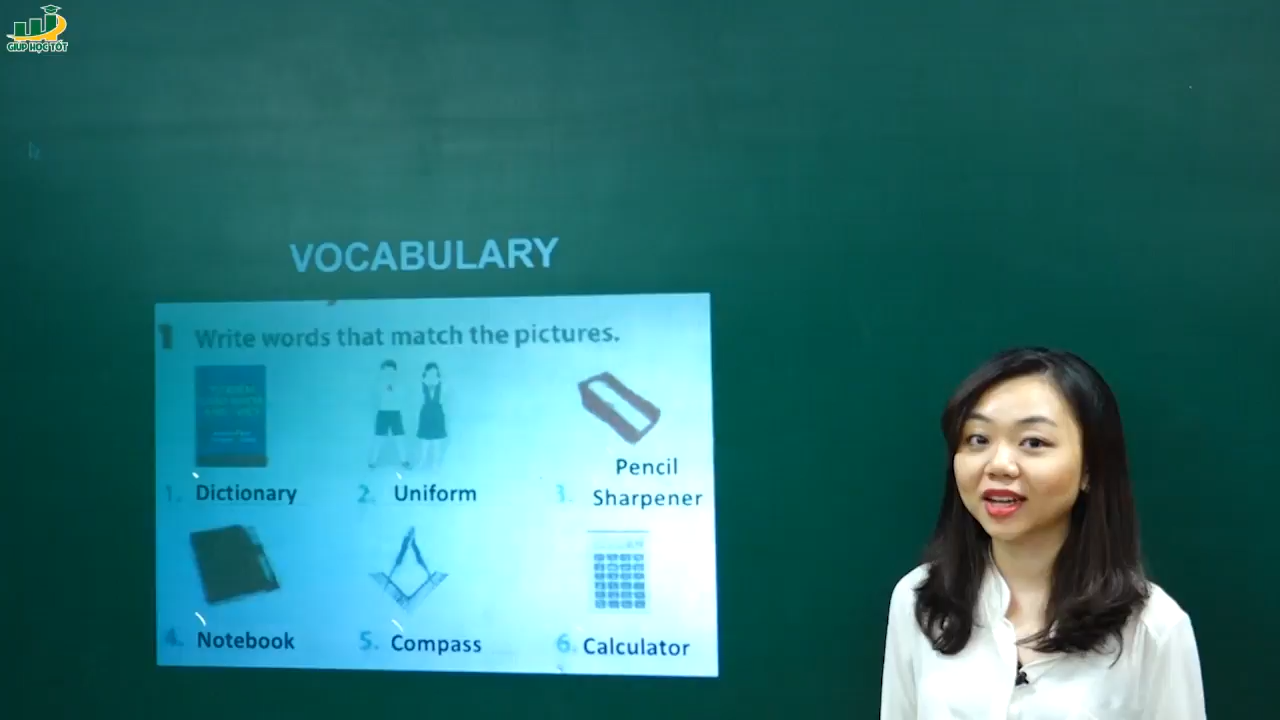 GIUP HỌC TỐT
VOCABULARY
1 Write words that match the pictures.
1. Dictionary
2. Uniform
3. Pencil
Sharpener
4. Notebook
5. Compass
6. Calculator